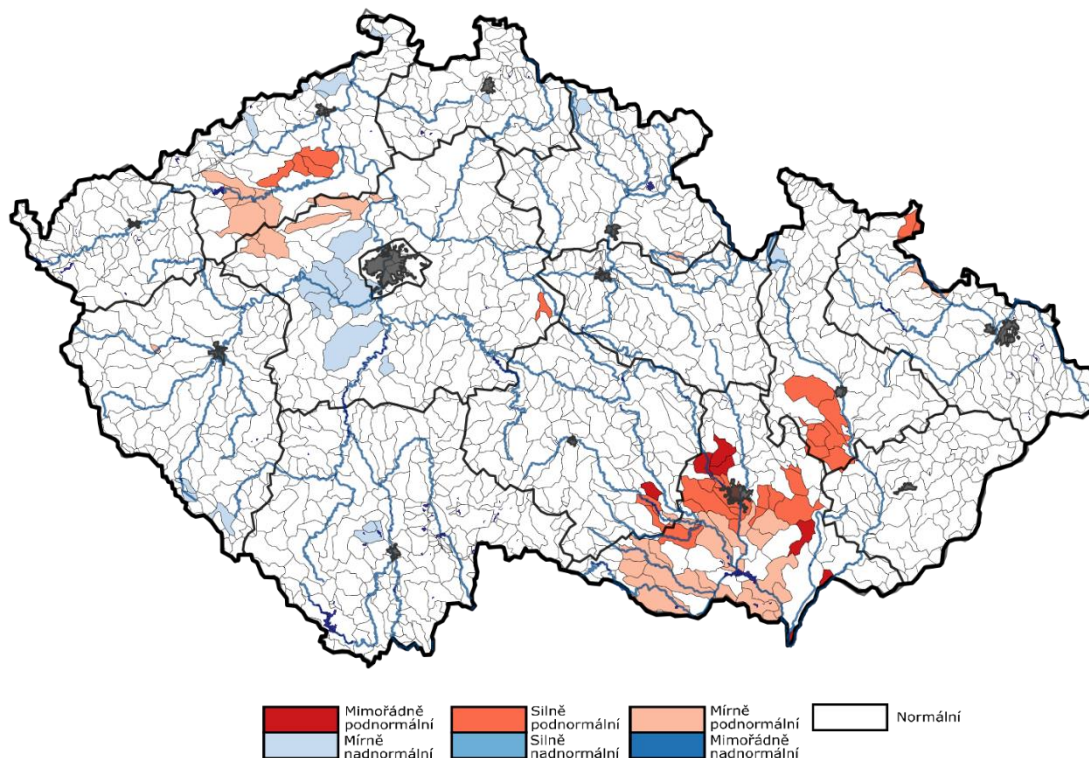 Mimořádně
podnormální
Silně
podnormální
Mírně
podnormální
Normální
Mírně
nadnormální
Silně
nadnormální
Mimořádně
nadnormální